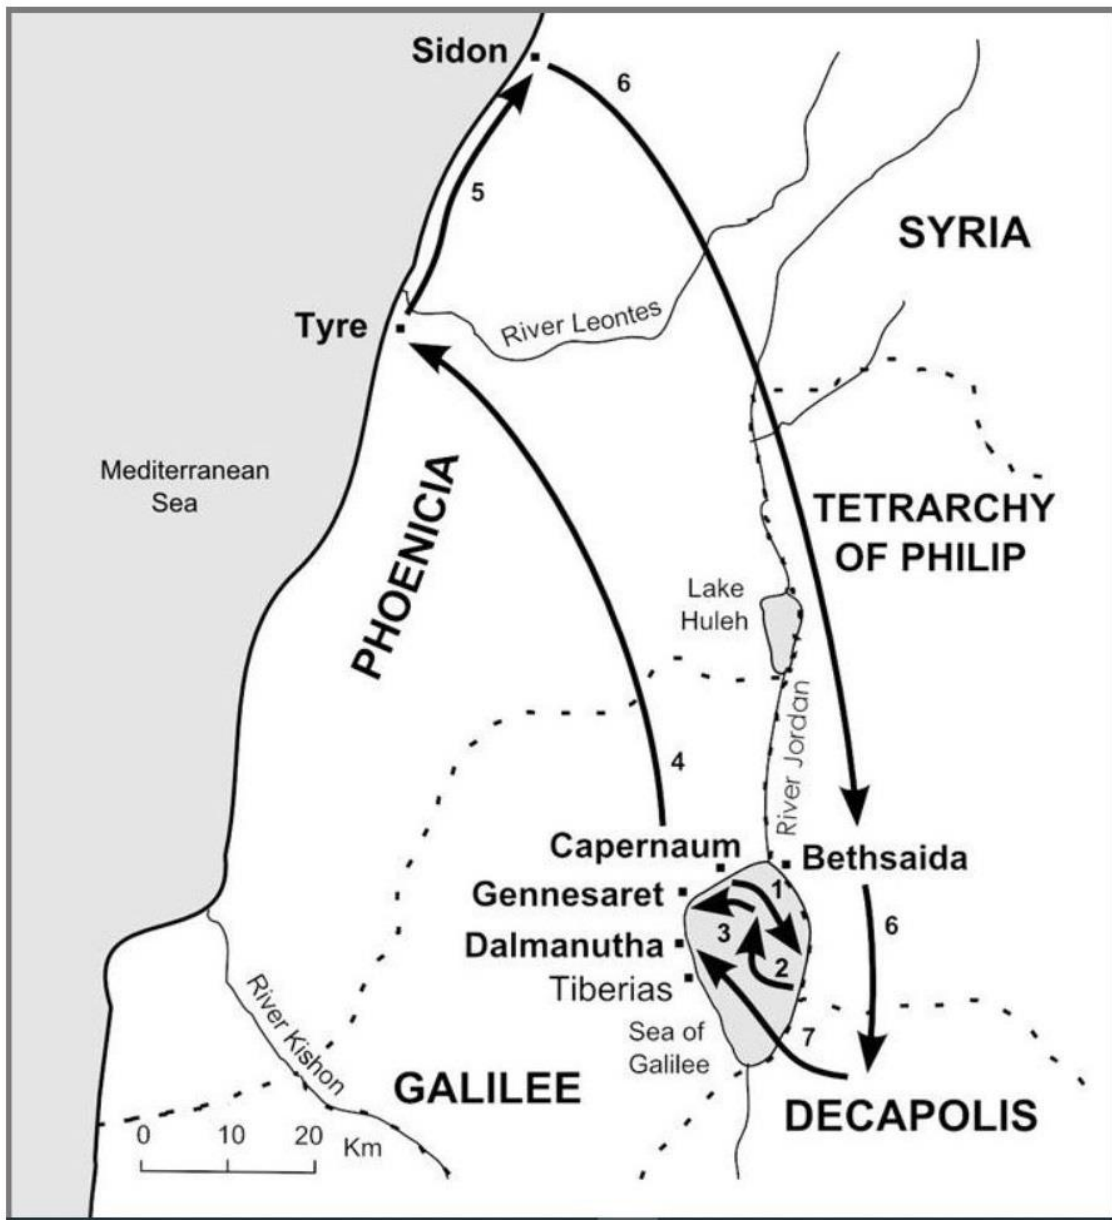 Sidon
6
5
SYRIA
Tyre
River Leontes
Mediterranean
Sea
PHOENICIA
TETRARCHY
OF PHILIP
Lake
Huleh
River Jordan
4
Capernaum
Bethsaida
Gennesaret
1
Dalmanutha
3
6
2
Tiberias
Sea of
Galilee
7
River Kishon
GALILEE
DECAPOLIS
0 10 20 Km